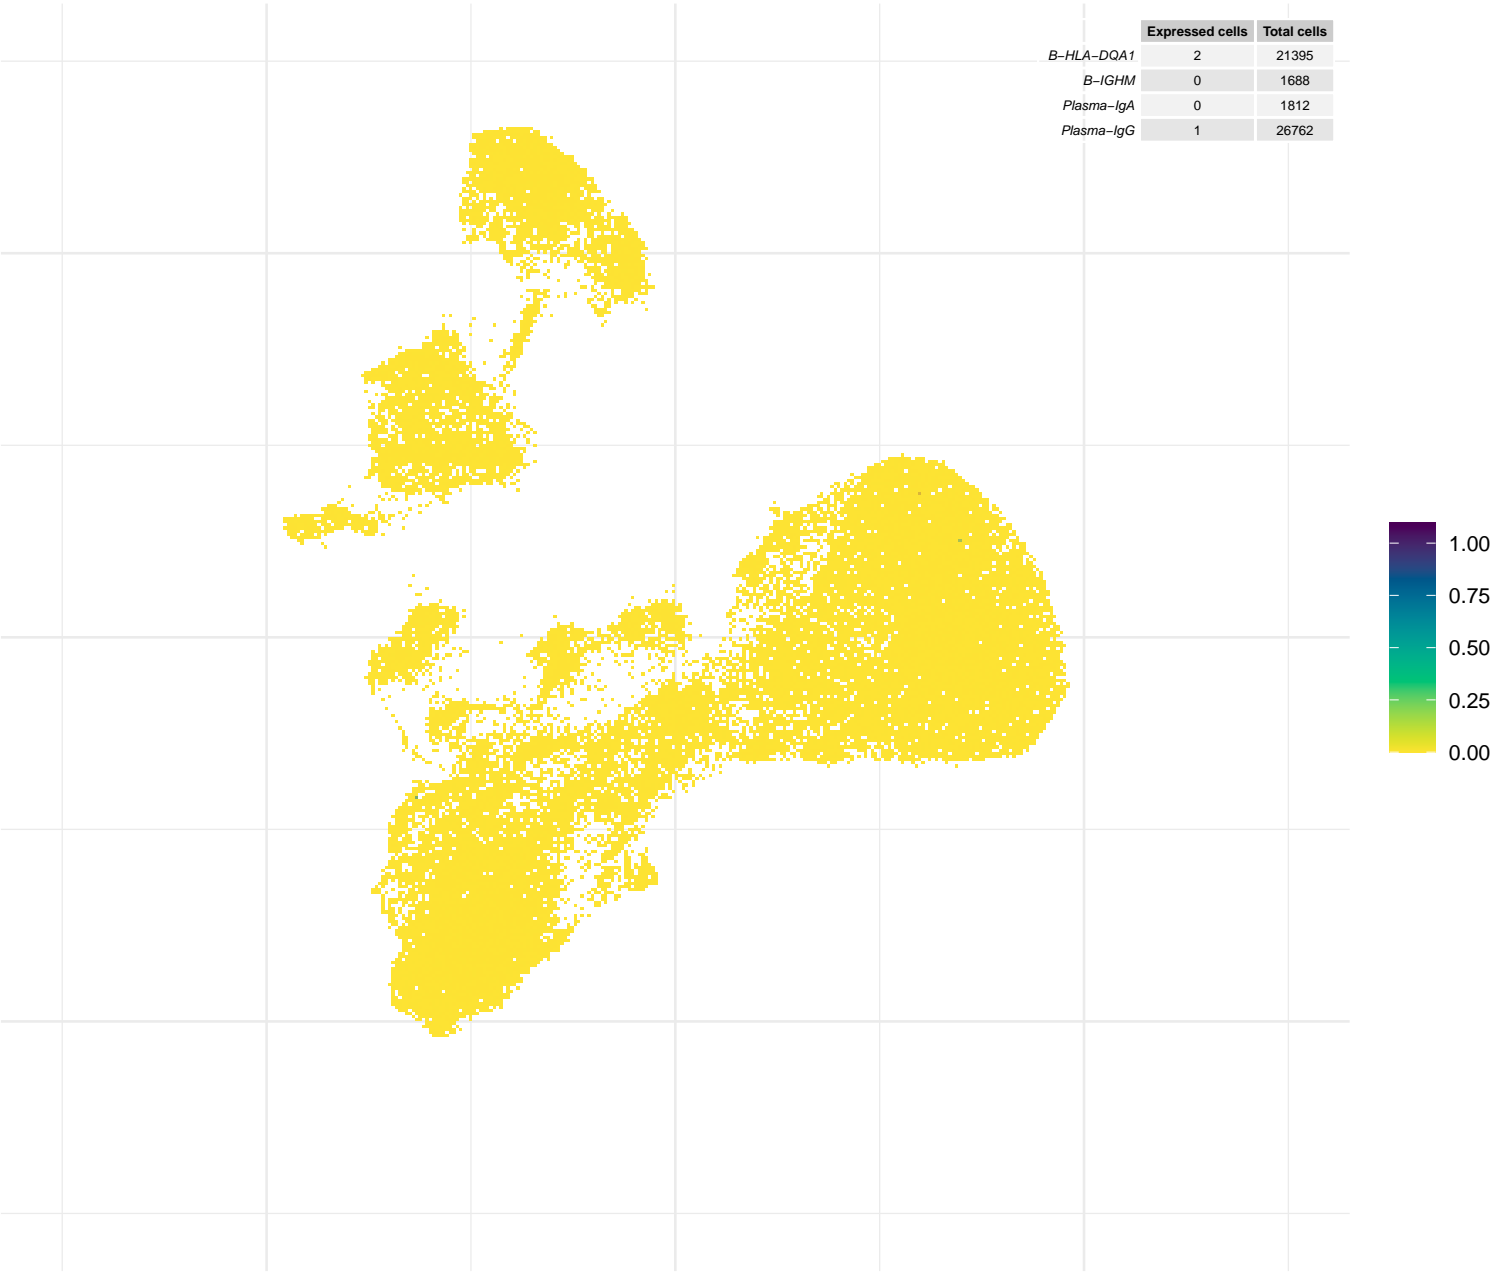 Expressed cells Total cells
B−HLA−DQA1 2 21395
B−IGHM 0 1688
Plasma−IgA 0 1812
Plasma−IgG 1 26762
1.00
0.75
0.50
0.25
0.00